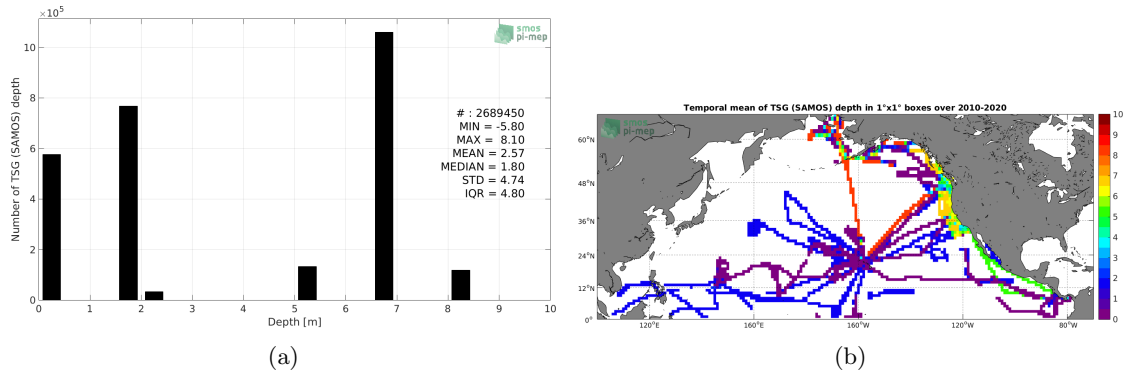 ×10⁵
smos
pi-mep
10
8
6
4
2
0
Number of TSG (SAMOS) depth
# : 2689450
MIN = -5.80
MAX = 8.10
MEAN = 2.57
MEDIAN = 1.80
STD = 4.74
IQR = 4.80
0 1 2 3 4 5 6 7 8 9 10
Depth [m]
(a)
Temporal mean of TSG (SAMOS) depth in 1°x1° boxes over 2010-2020
smos
pi-mep
60°N
48°N
36°N
24°N
12°N
0°
120°E 160°E 160°W 120°W 80°W
10
9
8
7
6
5
4
3
2
1
0
(b)